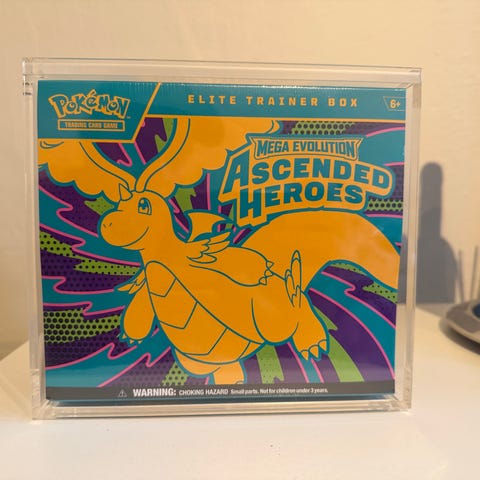 POKéMON
TRADING CARD GAME
ELITE TRAINER BOX
6+
MEGA EVOLUTION
ASCENDED
HEROES
WARNING: CHOKING HAZARD Small parts. Not for children under 3 years.